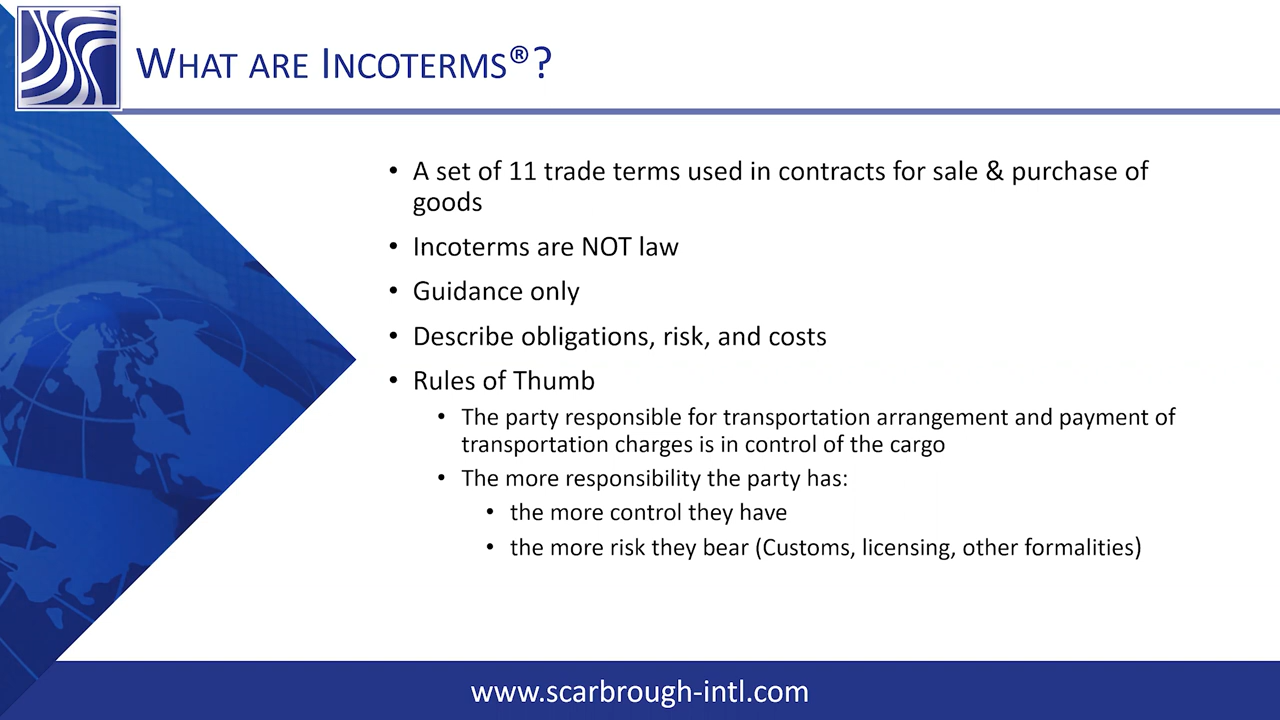 WHAT ARE INCOTERMS®?
• A set of 11 trade terms used in contracts for sale & purchase of
goods
• Incoterms are NOT law
• Guidance only
• Describe obligations, risk, and costs
• Rules of Thumb
• The party responsible for transportation arrangement and payment of
transportation charges is in control of the cargo
• The more responsibility the party has:
• the more control they have
• the more risk they bear (Customs, licensing, other formalities)
www.scarbrough-intl.com